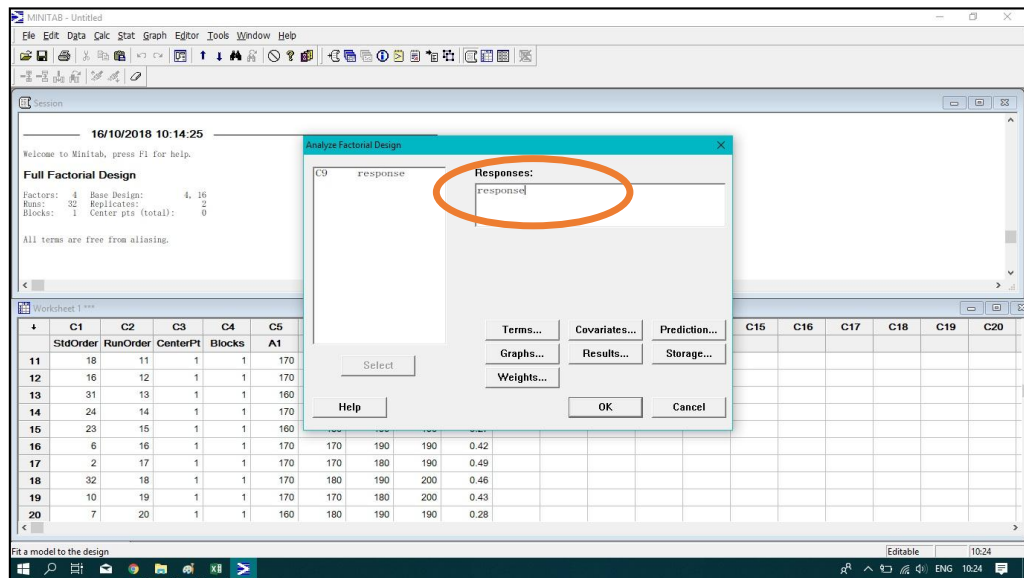 MINITAB - Untitled
File Edit Data Calc Stat Graph Editor Tools Window Help
Session
16/10/2018 10:14:25
Welcome to Minitab, press F1 for help.
Full Factorial Design
Factors: 4 Base Design: 4, 16
Runs: 32 Replicates: 2
Blocks: 1 Center pts (total): 0
All terms are free from aliasing.
Analyze Factorial Design
C9 response
Responses:
response
Terms... Covariates... Prediction...
Graphs... Results... Storage...
Weights...
Select
Help OK Cancel
Worksheet 1 ***
C1 C2 C3 C4 C5 C15 C16 C17 C18 C19 C20
StdOrder RunOrder CenterPt Blocks A1
11 18 11 1 1 170
12 16 12 1 1 170
13 31 13 1 1 160
14 24 14 1 1 170
15 23 15 1 1 160
16 6 16 1 1 170 170 190 190 0.42
17 2 17 1 1 170 170 180 190 0.49
18 32 18 1 1 170 180 190 200 0.46
19 10 19 1 1 170 170 180 200 0.43
20 7 20 1 1 160 180 190 190 0.28
Fit a model to the design Editable 10:24
ENG 10:24